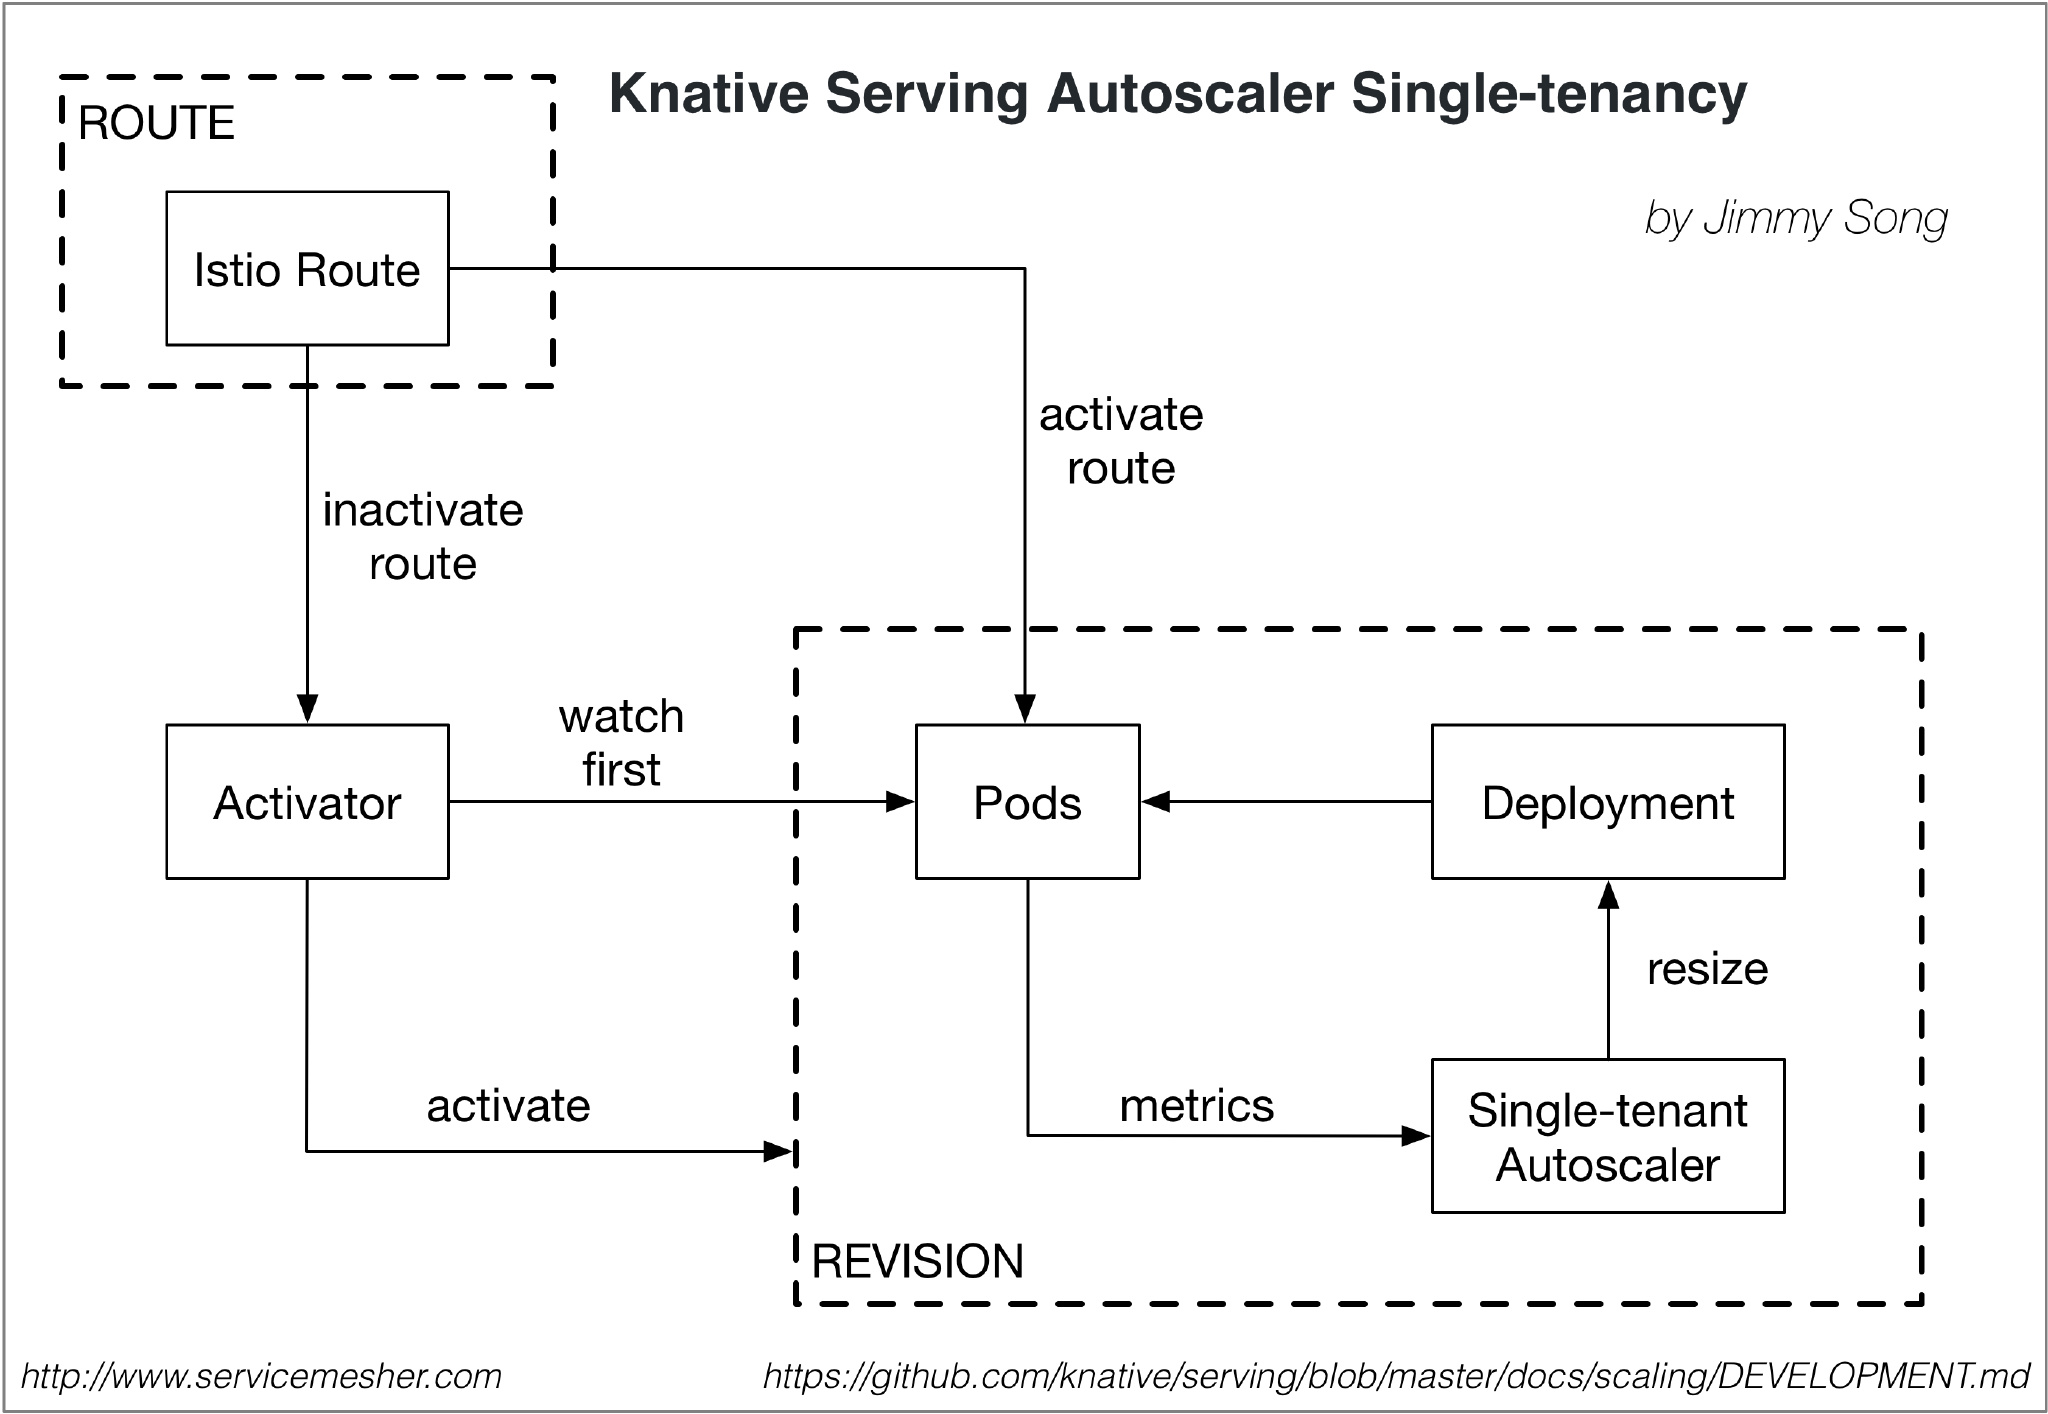 Knative Serving Autoscaler Single-tenancy
by Jimmy Song
ROUTE
Istio Route
activate
route
inactivate
route
watch
first
Activator
Pods
Deployment
resize
activate
metrics
Single-tenant
Autoscaler
REVISION
http://www.servicemesher.com
https://github.com/knative/serving/blob/master/docs/scaling/DEVELOPMENT.md